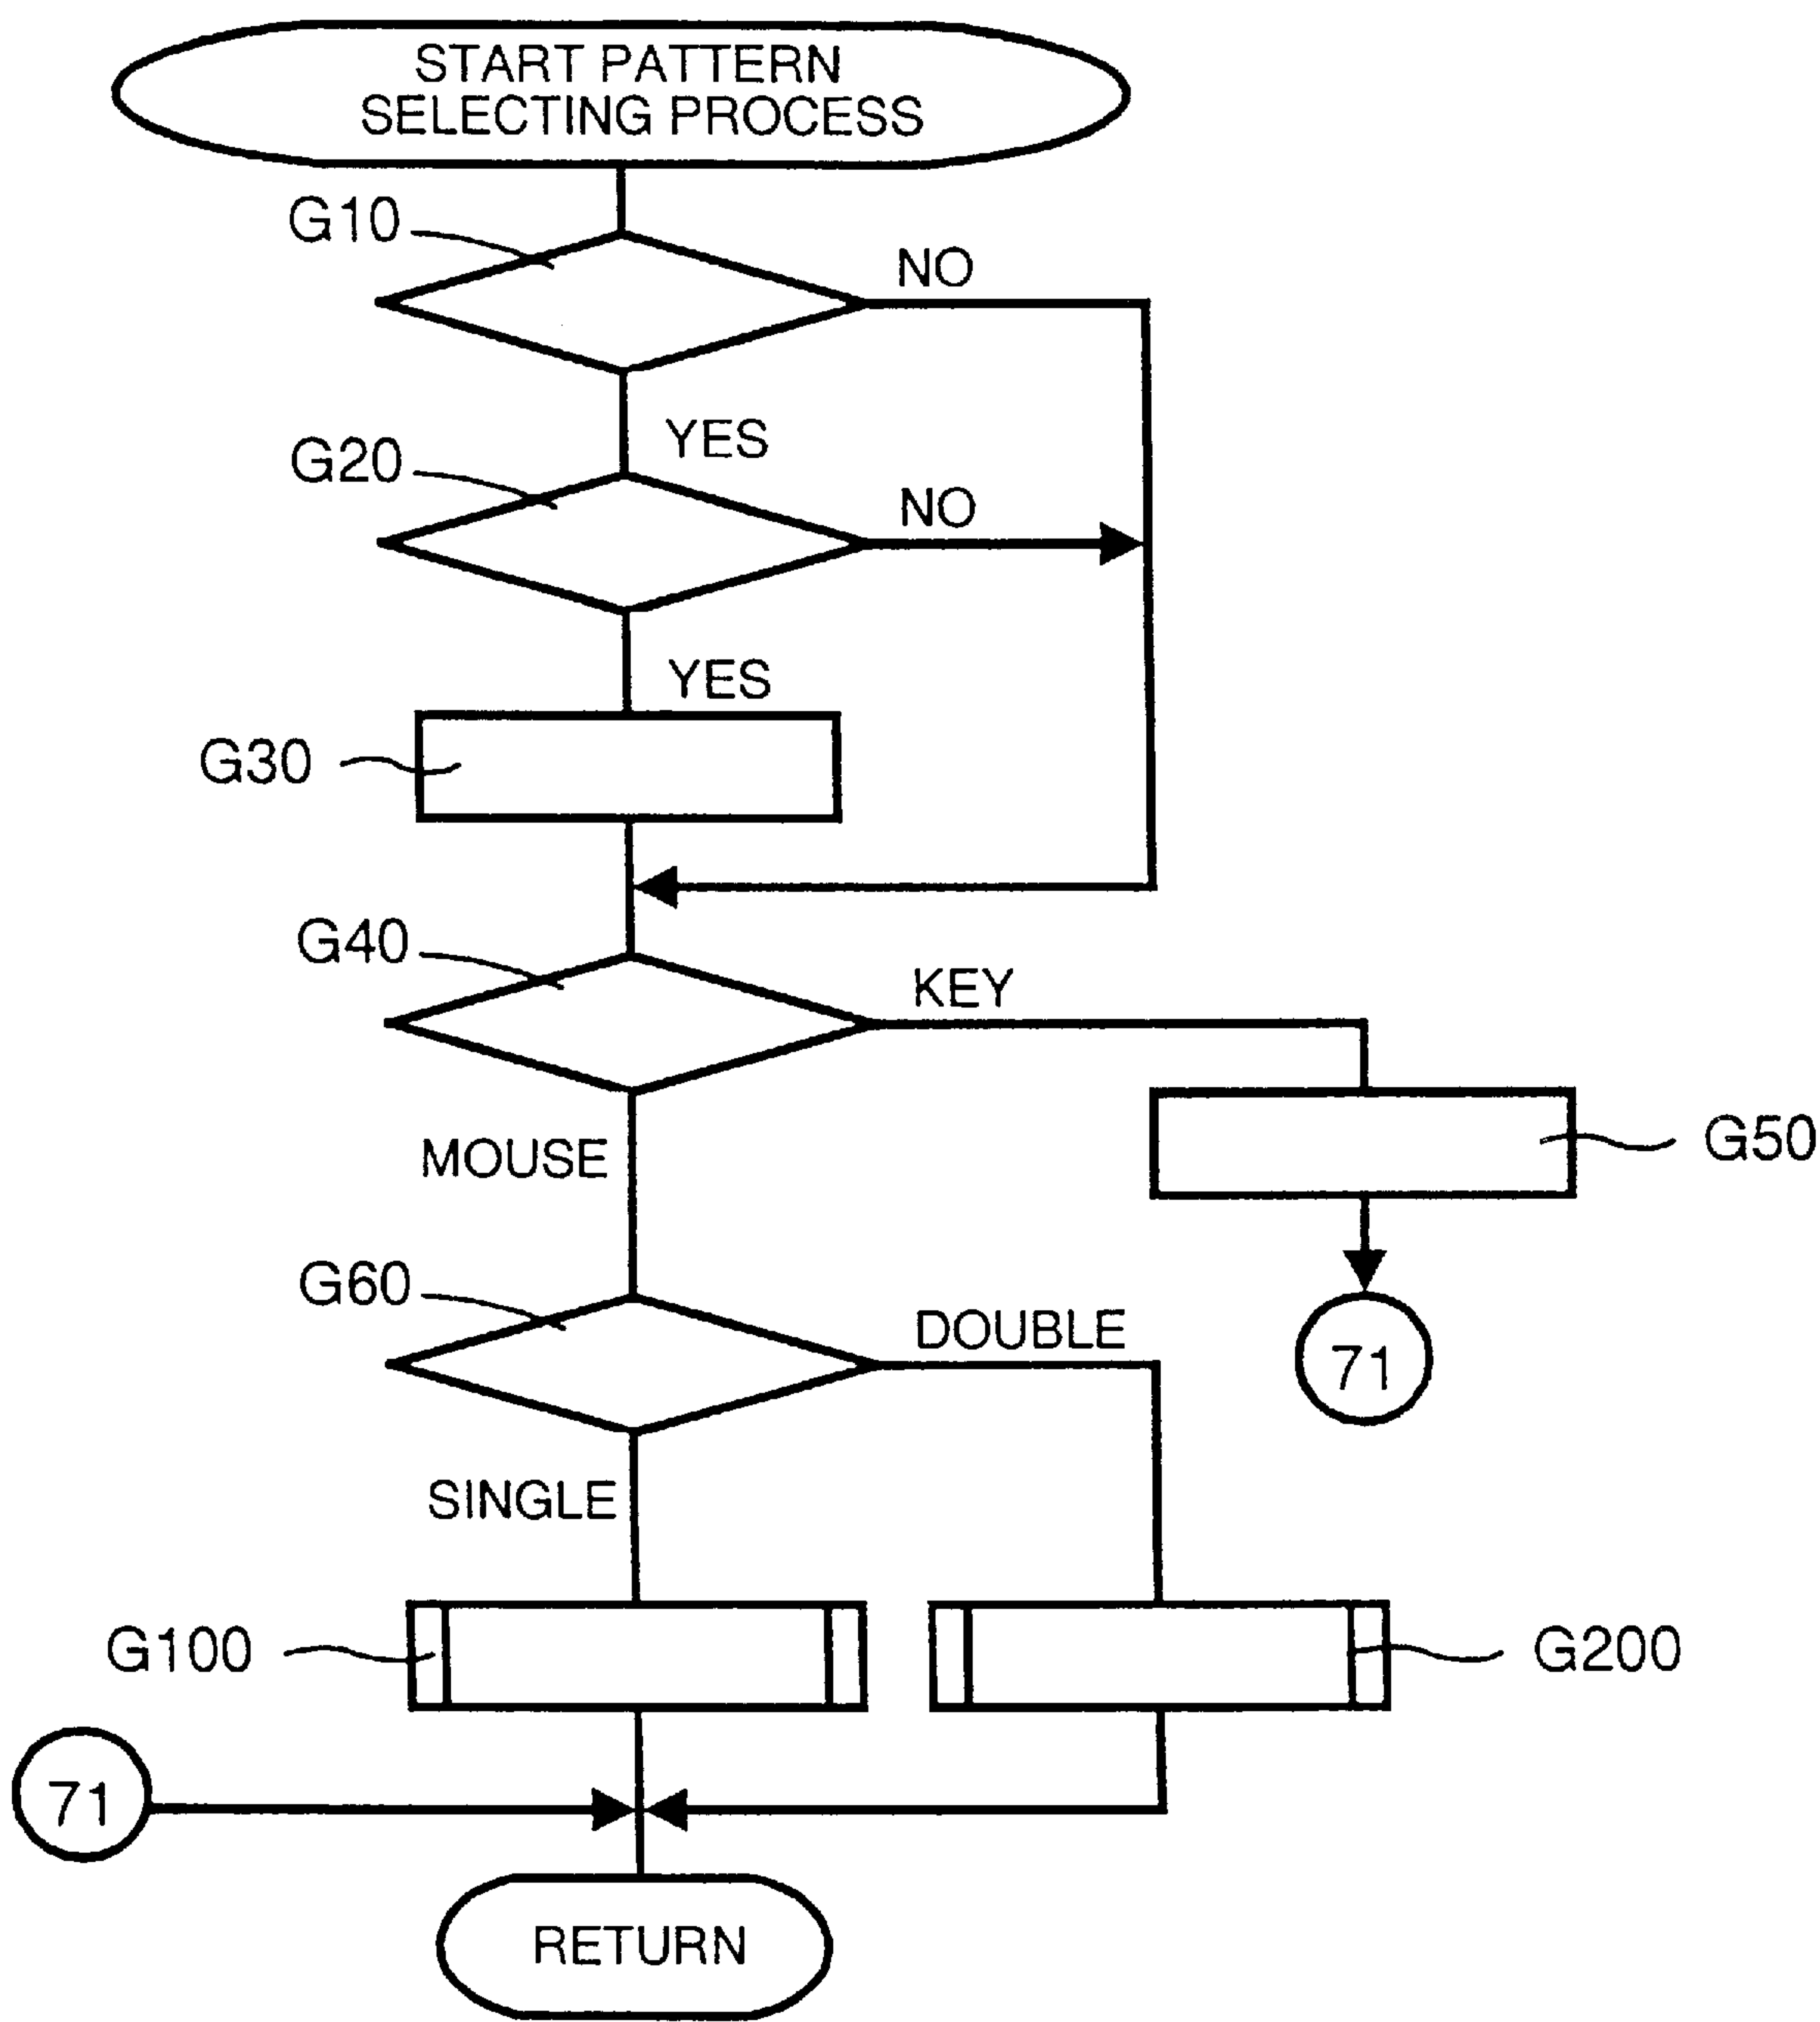 START PATTERN
SELECTING PROCESS
G10
NO
YES
G20
NO
YES
G30
G40
KEY
MOUSE
G50
G60
DOUBLE
71
SINGLE
G100
G200
71
RETURN